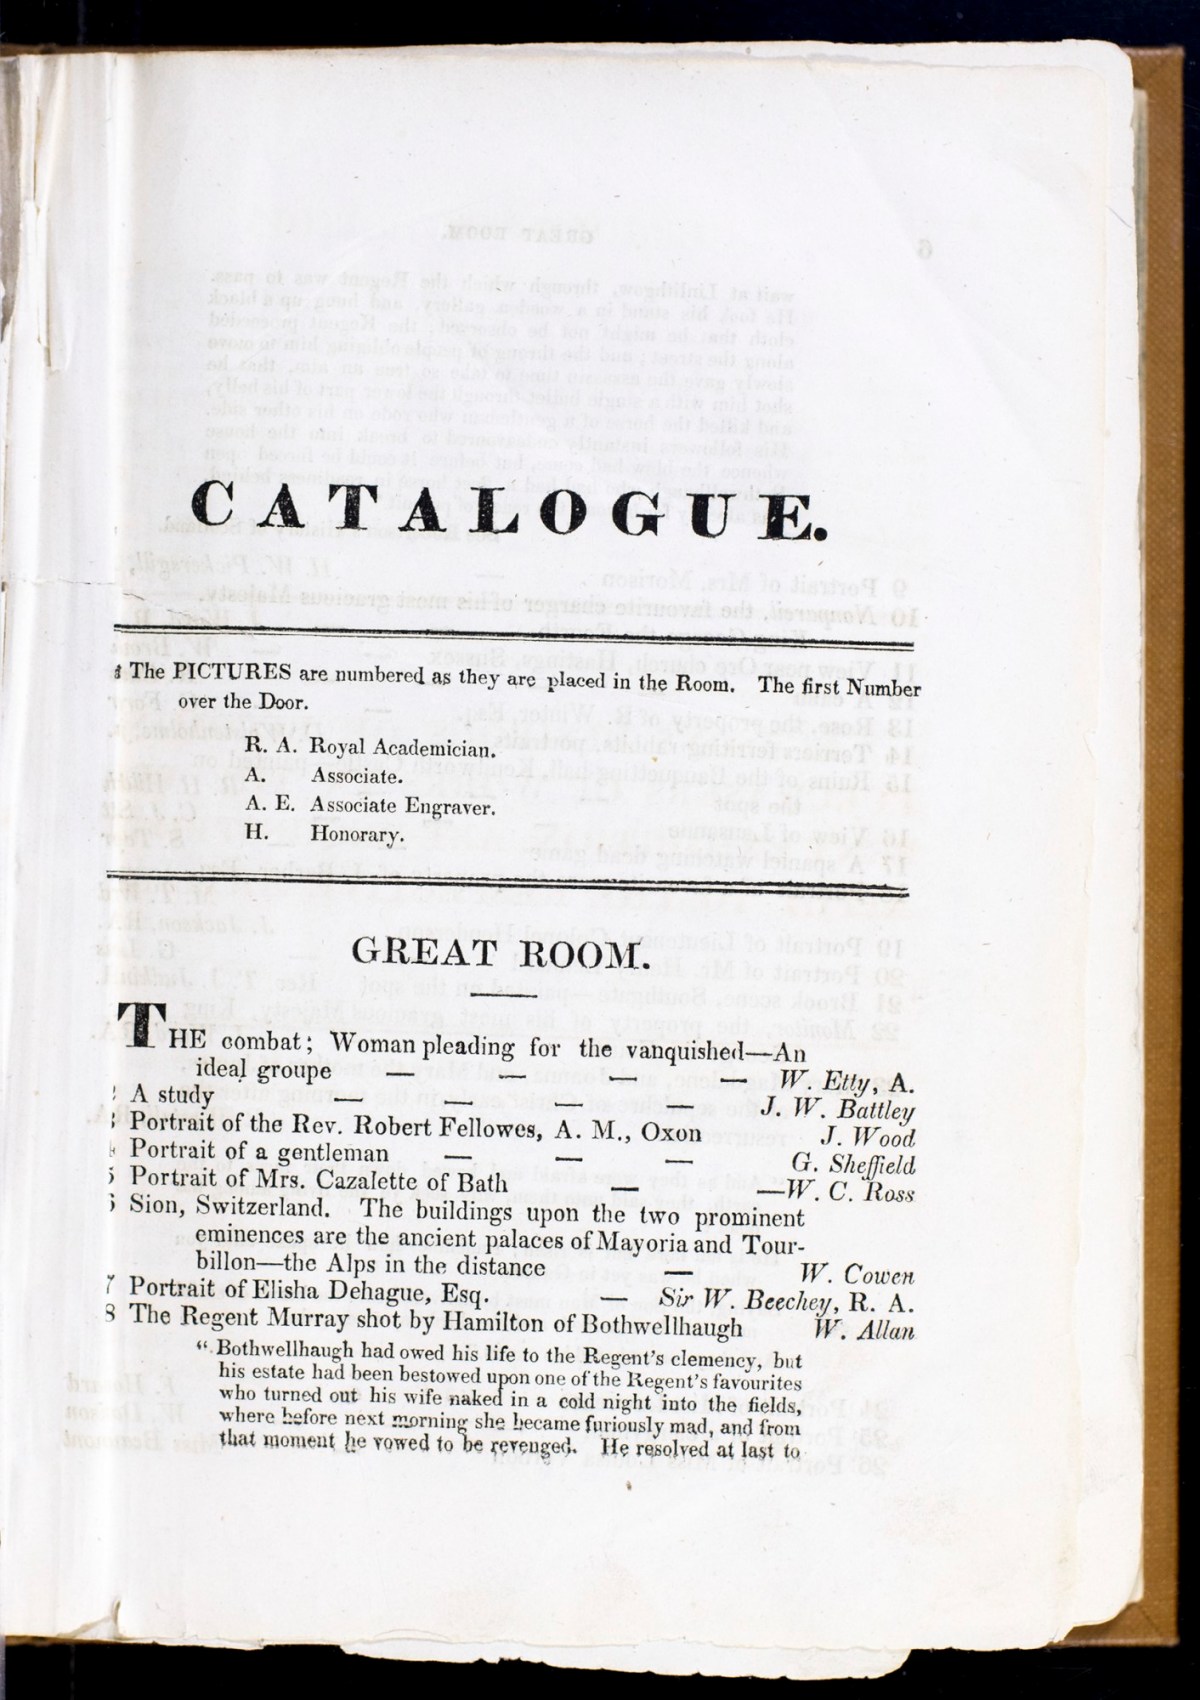 CATALOGUE.
The PICTURES are numbered as they are placed in the Room. The first Number
over the Door.
R. A. Royal Academician.
A. Associate.
A. E. Associate Engraver.
H. Honorary.
GREAT ROOM.
THE combat; Woman pleading for the vanquished—An
ideal groupe — — — — W. Etty, A.
A study — — — — J. W. Battley
Portrait of the Rev. Robert Fellowes, A. M., Oxon J. Wood
Portrait of a gentleman — — — G. Sheffield
5 Portrait of Mrs. Cazalette of Bath — —W. C. Ross
6 Sion, Switzerland. The buildings upon the two prominent
eminences are the ancient palaces of Mayoria and Tour-
billon—the Alps in the distance — W. Cowen
7 Portrait of Elisha Dehague, Esq. — Sir W. Beechey, R. A.
8 The Regent Murray shot by Hamilton of Bothwellhaugh W. Allan
“ Bothwellhaugh had owed his life to the Regent's clemency, but
his estate had been bestowed upon one of the Regent's favourites
who turned out his wife naked in a cold night into the fields,
where before next morning she became furiously mad, and from
that moment he vowed to be revenged. He resolved at last to